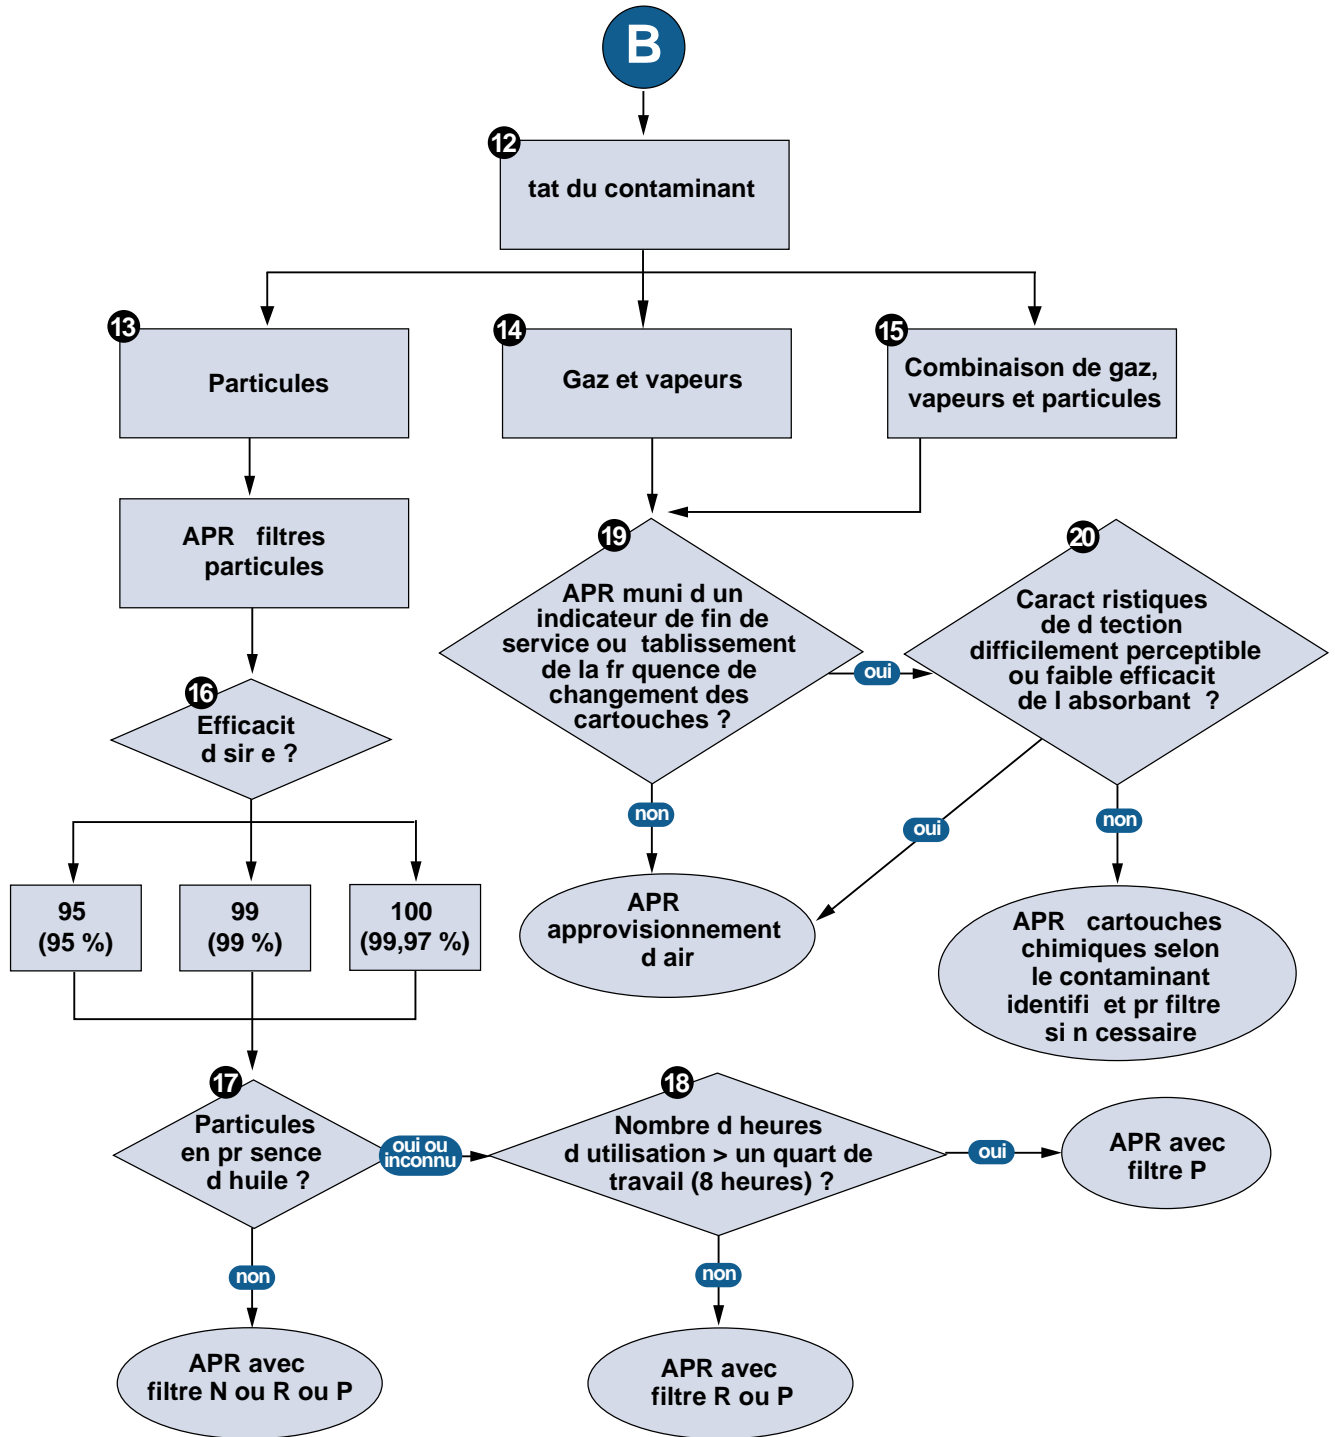 B
12
tat du contaminant
13
Particules
14
Gaz et vapeurs
15
Combinaison de gaz,
vapeurs et particules
APR filtres
particules
16
Efficacit
d sir e ?
95
(95 %)
99
(99 %)
100
(99,97 %)
19
APR muni d un
indicateur de fin de
service ou tablissement
de la fr quence de
changement des
cartouches ?
oui
20
Caract ristiques
de d tection
difficilement perceptible
ou faible efficacit
de l absorbant ?
non
oui
non
APR
approvisionnement
d air
APR cartouches
chimiques selon
le contaminant
identifi et pr filtre
si n cessaire
17
Particules
en pr sence
d huile ?
oui ou
inconnu
18
Nombre d heures
d utilisation > un quart de
travail (8 heures) ?
oui
APR avec
filtre P
non
non
APR avec
filtre N ou R ou P
APR avec
filtre R ou P